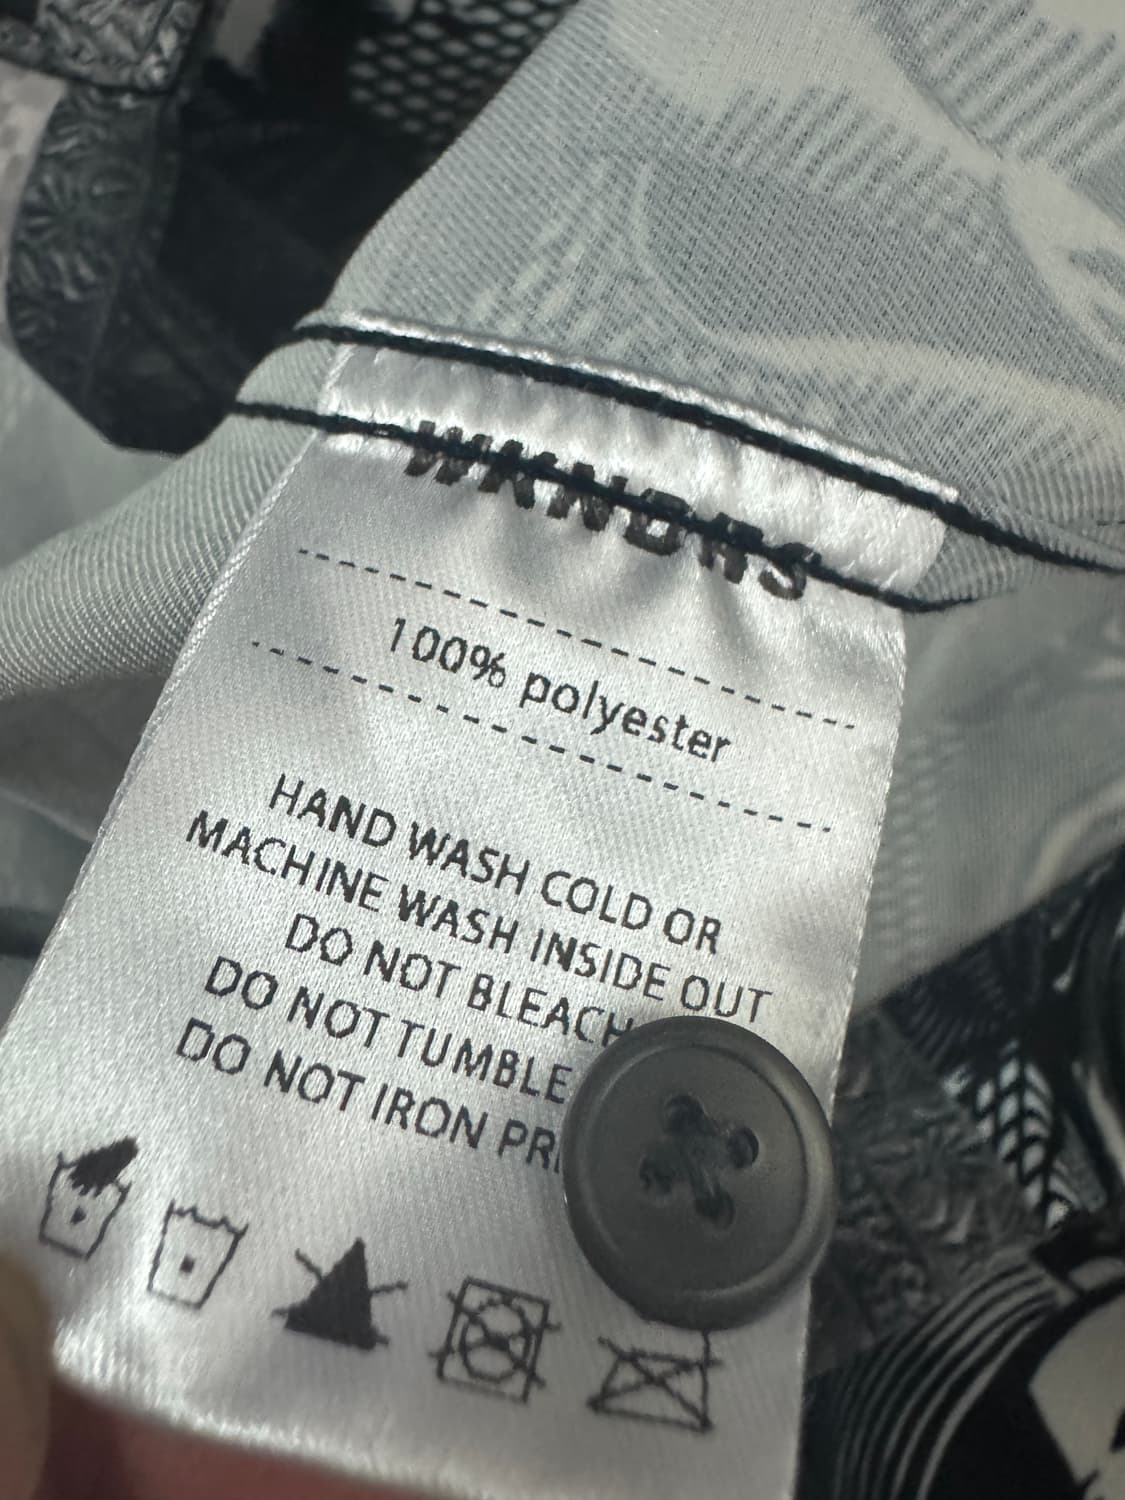 WKNDRS
100% polyester
HAND WASH COLD OR
MACHINE WASH INSIDE OUT
DO NOT BLEACH
DO NOT TUMBLE
DO NOT IRON